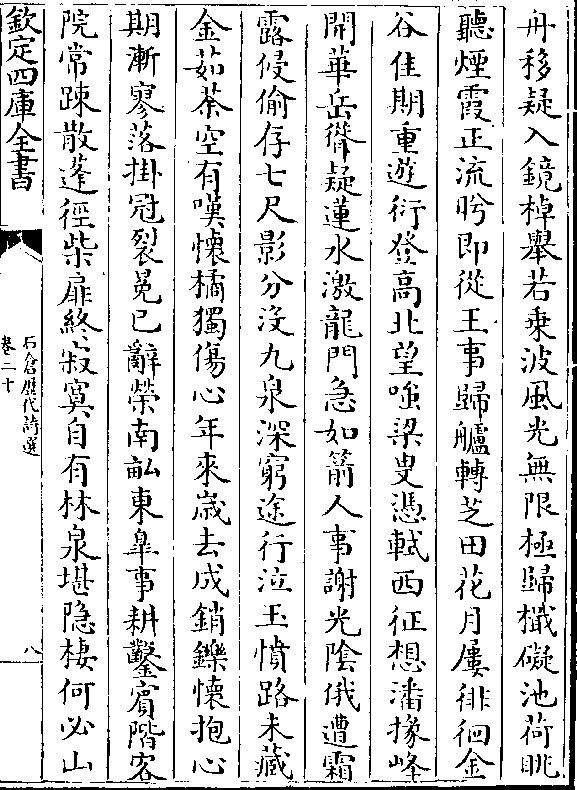 舟移疑入鏡棹舉若乗波風光無限極歸檝礙池荷眺
聽煙霞正流盻即從王事歸艫轉芝田花月屢徘徊金
谷佳期重遊衍登高北望嗤梁叟憑軾西征想潘掾峰
開華岳聳疑蓮水激龍門急如箭人事謝光陰俄遭霜
露侵偷存七尺影分沒九泉深窮途行泣玉憤路未藏
金茹荼空有嘆懷橘獨傷心年來嵗去成銷鑠懷抱心
期漸寥落掛冠裂冕已辭榮南畝東臯事耕鑿賓階客
院常踈散蓬徑柴扉終寂寞自有林泉堪隐棲何必山
欽定四庫全書
石倉歴代詩選
卷二十
八